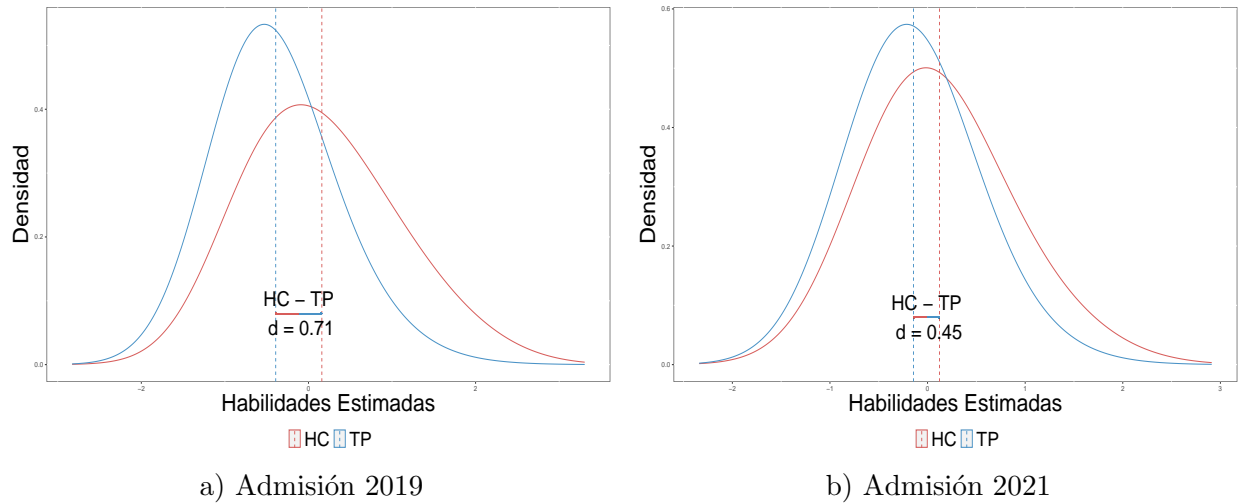 Densidad
0.4
0.2
0.0
HC − TP
d = 0.71
−2
0
2
Habilidades Estimadas
HC TP
a) Admisión 2019
Densidad
0.6
0.4
0.2
0.0
HC − TP
d = 0.45
−2
−1
0
1
2
3
Habilidades Estimadas
HC TP
b) Admisión 2021